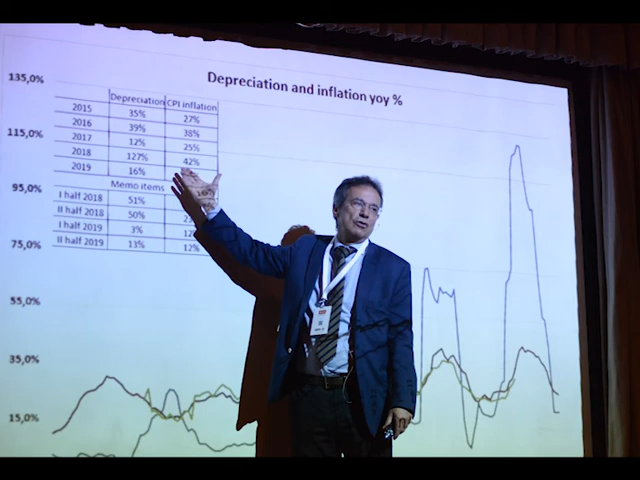 Depreciation and inflation yoy %
135,0%
115,0%
95,0%
75,0%
55,0%
35,0%
15,0%
Depreciation CPI inflation
2015 35% 27%
2016 39% 38%
2017 12% 25%
2018 127% 42%
2019 16%
Memo items
I half 2018 51%
II half 2018 50%
I half 2019 3%
II half 2019 13% 12%